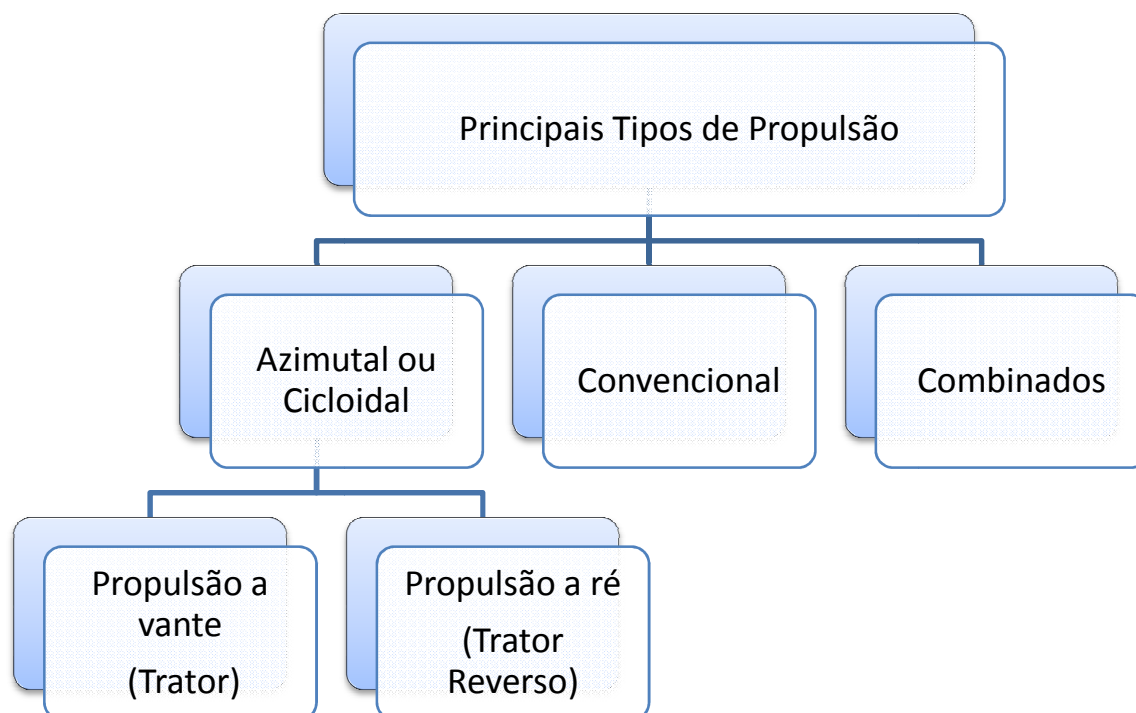 Principais Tipos de Propulsão
Azimutal ou
Cicloidal
Convencional
Combinados
Propulsão a
vante
(Trator)
Propulsão a ré
(Trator
Reverso)